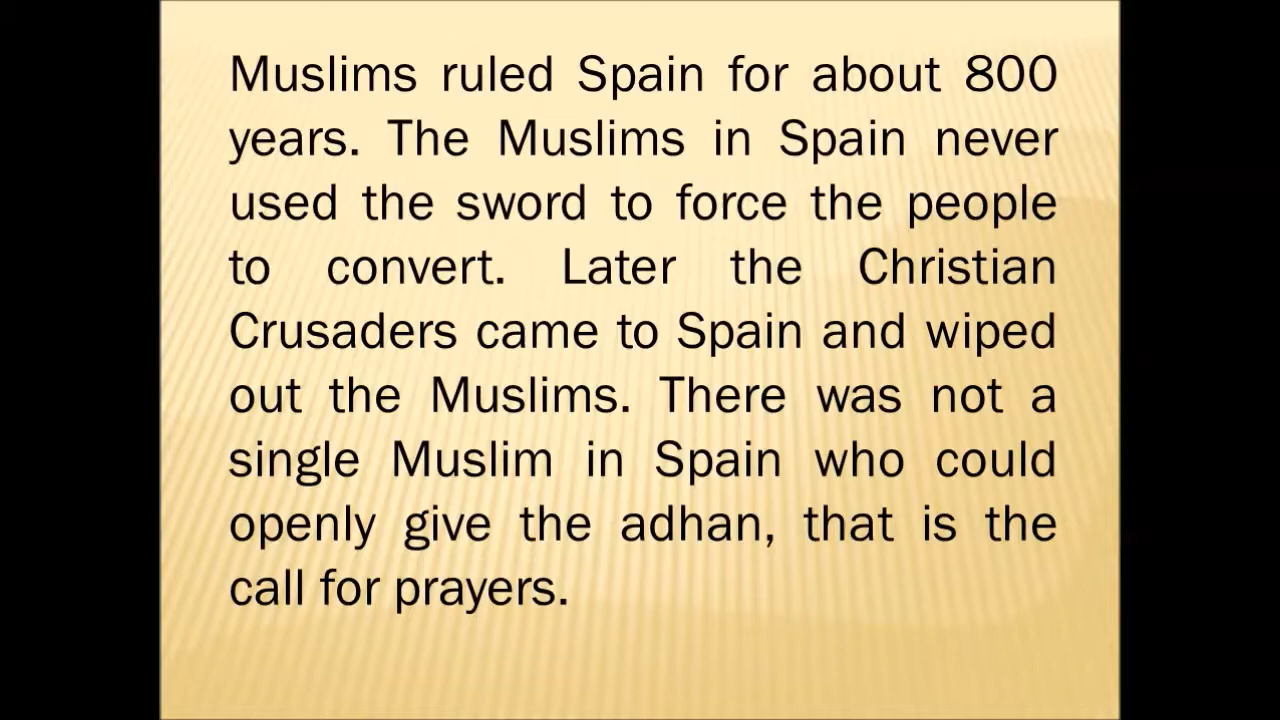 Muslims ruled Spain for about 800
years. The Muslims in Spain never
used the sword to force the people
to convert. Later the Christian
Crusaders came to Spain and wiped
out the Muslims. There was not a
single Muslim in Spain who could
openly give the adhan, that is the
call for prayers.